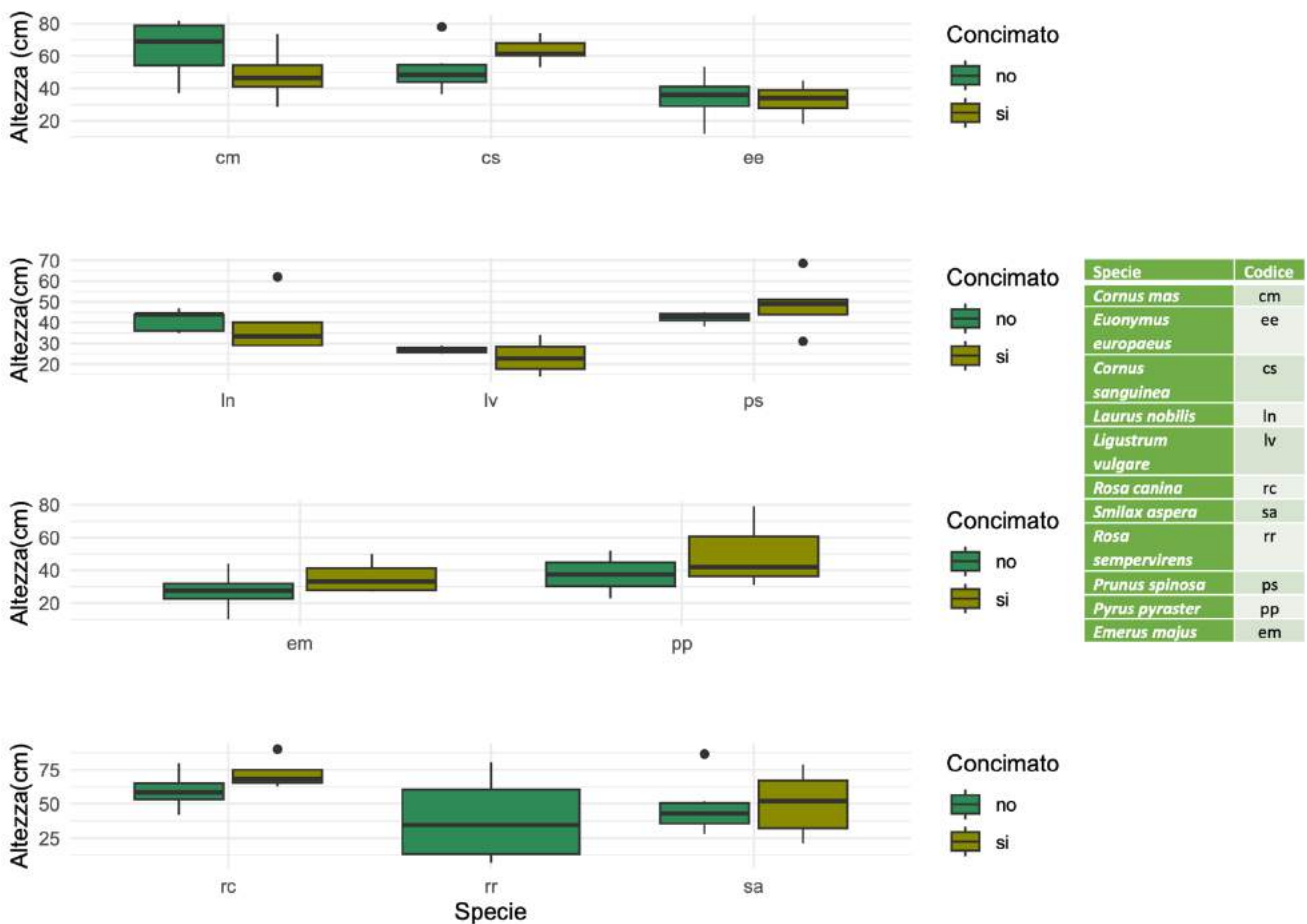 Altezza (cm)
80
60
40
20
cm
cs
ee
Concimato
no
si
Altezza(cm)
70
60
50
40
30
20
ln
lv
ps
Concimato
no
si
Specie Codice
Cornus mas cm
Euonymus ee
europaeus
Cornus cs
sanguinea
Laurus nobilis ln
Ligustrum lv
vulgare
Rosa canina rc
Smilax aspera sa
Rosa rr
sempervirens
Prunus spinosa ps
Pyrus pyraster pp
Emerus majus em
Altezza(cm)
80
60
40
20
em
pp
Concimato
no
si
Altezza(cm)
75
50
25
rc
rr
sa
Specie
Concimato
no
si